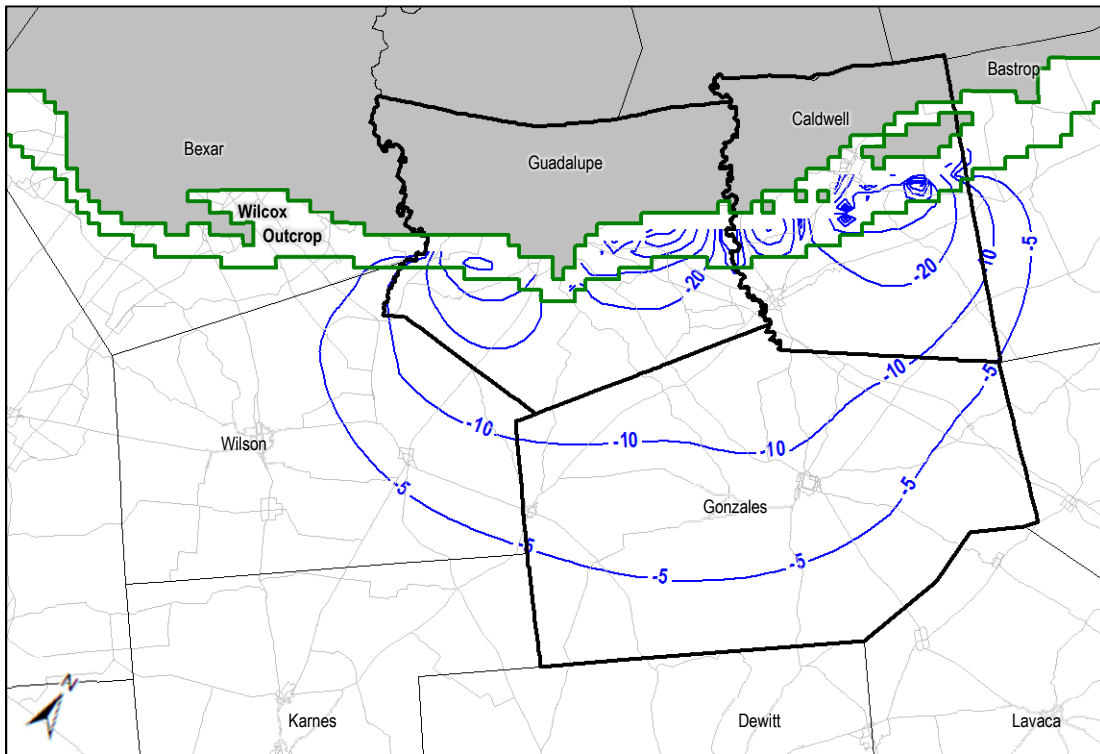 Bastrop
Caldwell
Bexar
Guadalupe
Wilcox
Outcrop
-5
-10
-20
-20
-5
-10
-10
-10
-10
Wilson
-5
-5
Gonzales
-5
-5
-5
N
Karnes
Dewitt
Lavaca